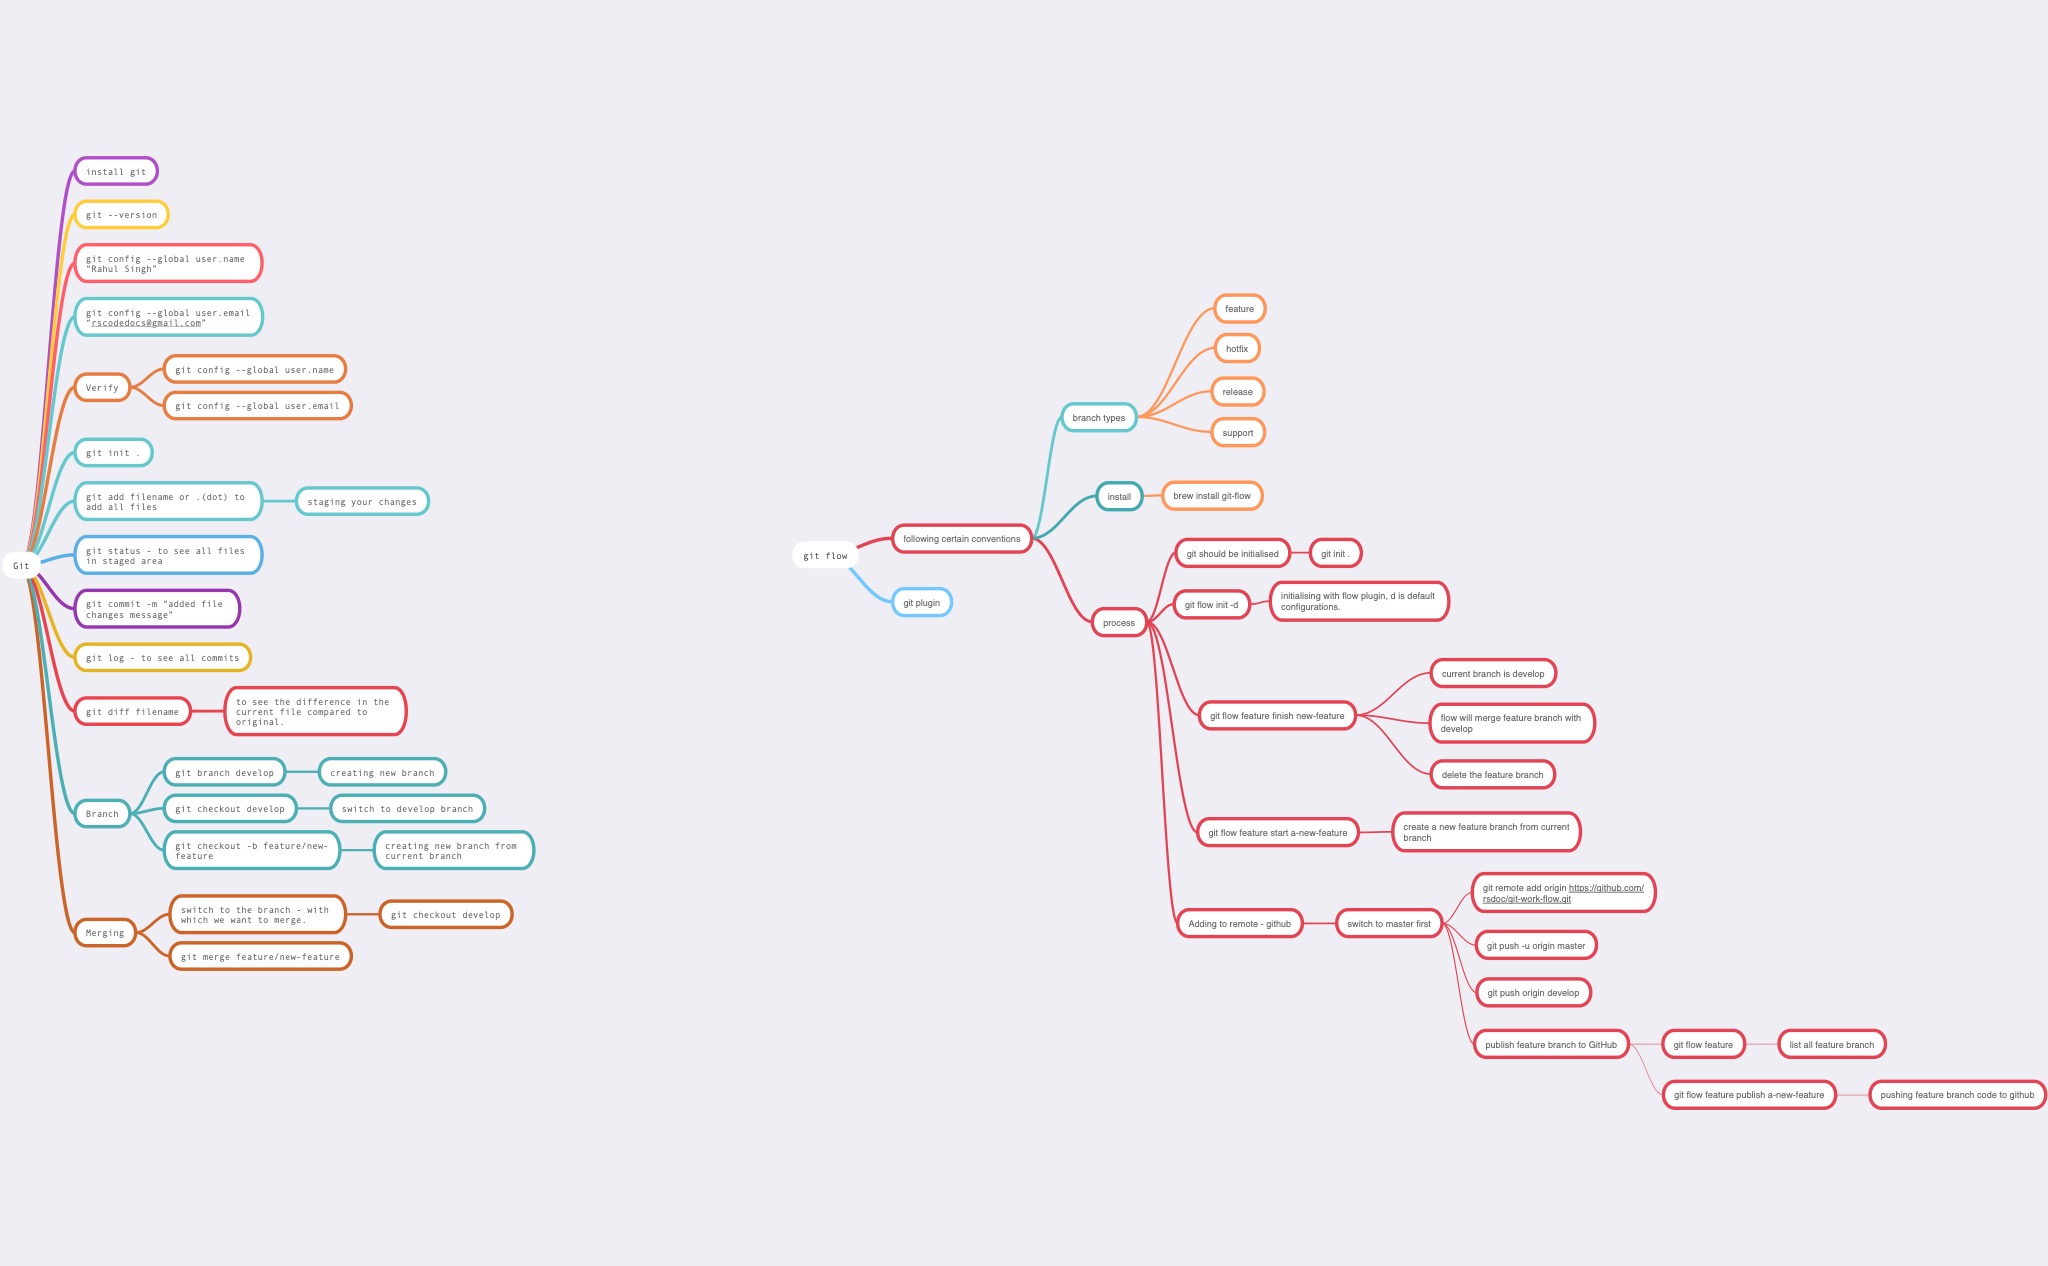 Git
install git
git --version
git config --global user.name
"Rahul Singh"
git config --global user.email
"rscodedocs@gmail.com"
Verify
git config --global user.name
git config --global user.email
git init .
git add filename or .(dot) to
add all files
staging your changes
git status - to see all files
in staged area
git commit -m "added file
changes message"
git log - to see all commits
git diff filename
to see the difference in the
current file compared to
original.
Branch
git branch develop
creating new branch
git checkout develop
switch to develop branch
git checkout -b feature/new-
feature
creating new branch from
current branch
Merging
switch to the branch - with
which we want to merge.
git checkout develop
git merge feature/new-feature
git flow
following certain conventions
branch types
feature
hotfix
release
support
install
brew install git-flow
process
git should be initialised
git init .
git flow init -d
initialising with flow plugin, d is default
configurations.
git flow feature finish new-feature
current branch is develop
flow will merge feature branch with
develop
delete the feature branch
git flow feature start a-new-feature
create a new feature branch from current
branch
Adding to remote - github
switch to master first
git remote add origin https://github.com/
rsdoc/git-work-flow.git
git push -u origin master
git push origin develop
publish feature branch to GitHub
git flow feature
list all feature branch
git flow feature publish a-new-feature
pushing feature branch code to github
git plugin